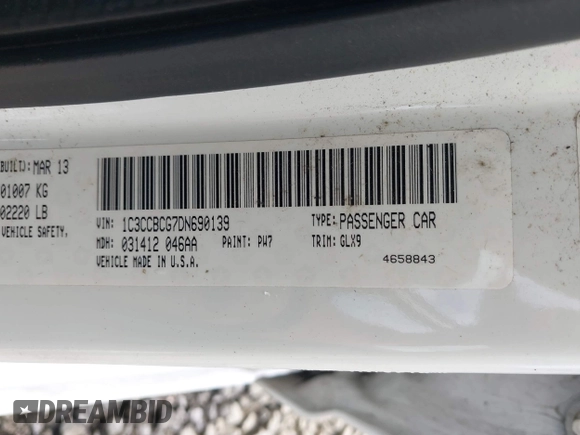 BUILT): MAR 13
01007 KG
02220 LB
VEHICLE SAFETY.
VIN: 1C3CCBCG7DN690139
TYPE: PASSENGER CAR
MDH: 031412 046AA
PAINT: PW7
TRIM: GLX9
VEHICLE MADE IN U.S.A.
4658843
DREAMBID